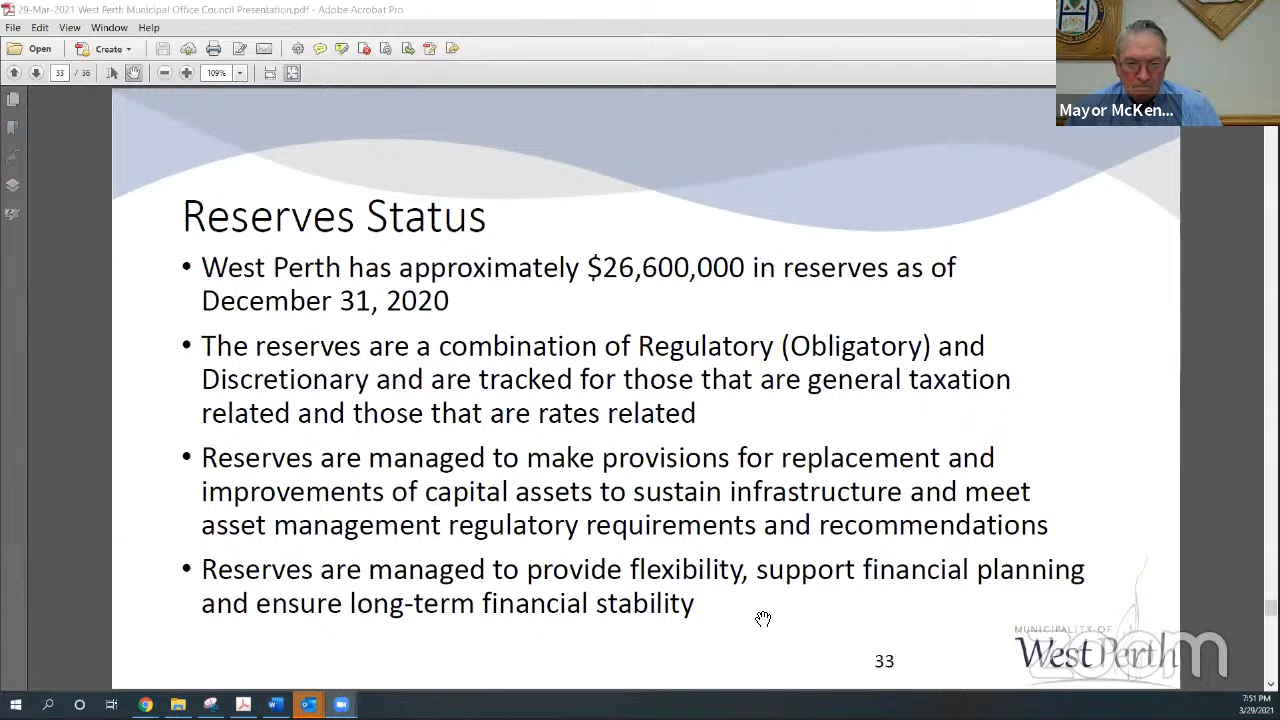 29-Mar-2021 West Perth Municipal Office Council Presentation.pdf - Adobe Acrobat Pro
File Edit View Window Help
Open Create
33 / 36 109%
Mayor McKen...
Reserves Status
• West Perth has approximately $26,600,000 in reserves as of
December 31, 2020
• The reserves are a combination of Regulatory (Obligatory) and
Discretionary and are tracked for those that are general taxation
related and those that are rates related
• Reserves are managed to make provisions for replacement and
improvements of capital assets to sustain infrastructure and meet
asset management regulatory requirements and recommendations
• Reserves are managed to provide flexibility, support financial planning
and ensure long-term financial stability
MUNICIPALITY OF
West Perth
zoom
33
7:51 PM
3/29/2021